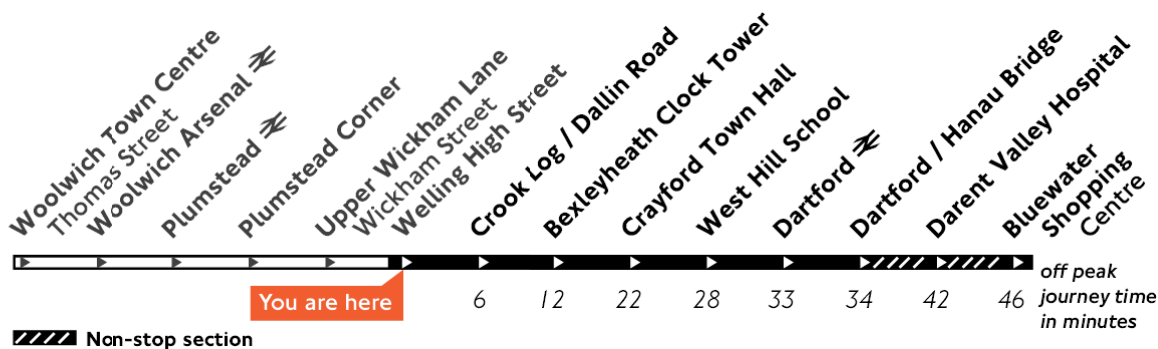 Woolwich Town Centre
Thomas Street
Woolwich Arsenal
Plumstead
Plumstead Corner
Upper Wickham Lane
Wickham Street
Welling High Street
Crook Log / Dallin Road
Bexleyheath Clock Tower
Crayford Town Hall
West Hill School
Dartford
Dartford / Hanau Bridge
Darent Valley Hospital
Bluewater
Shopping
Centre
You are here
6 12 22 28 33 34 42 46
off peak
journey time
in minutes
Non-stop section